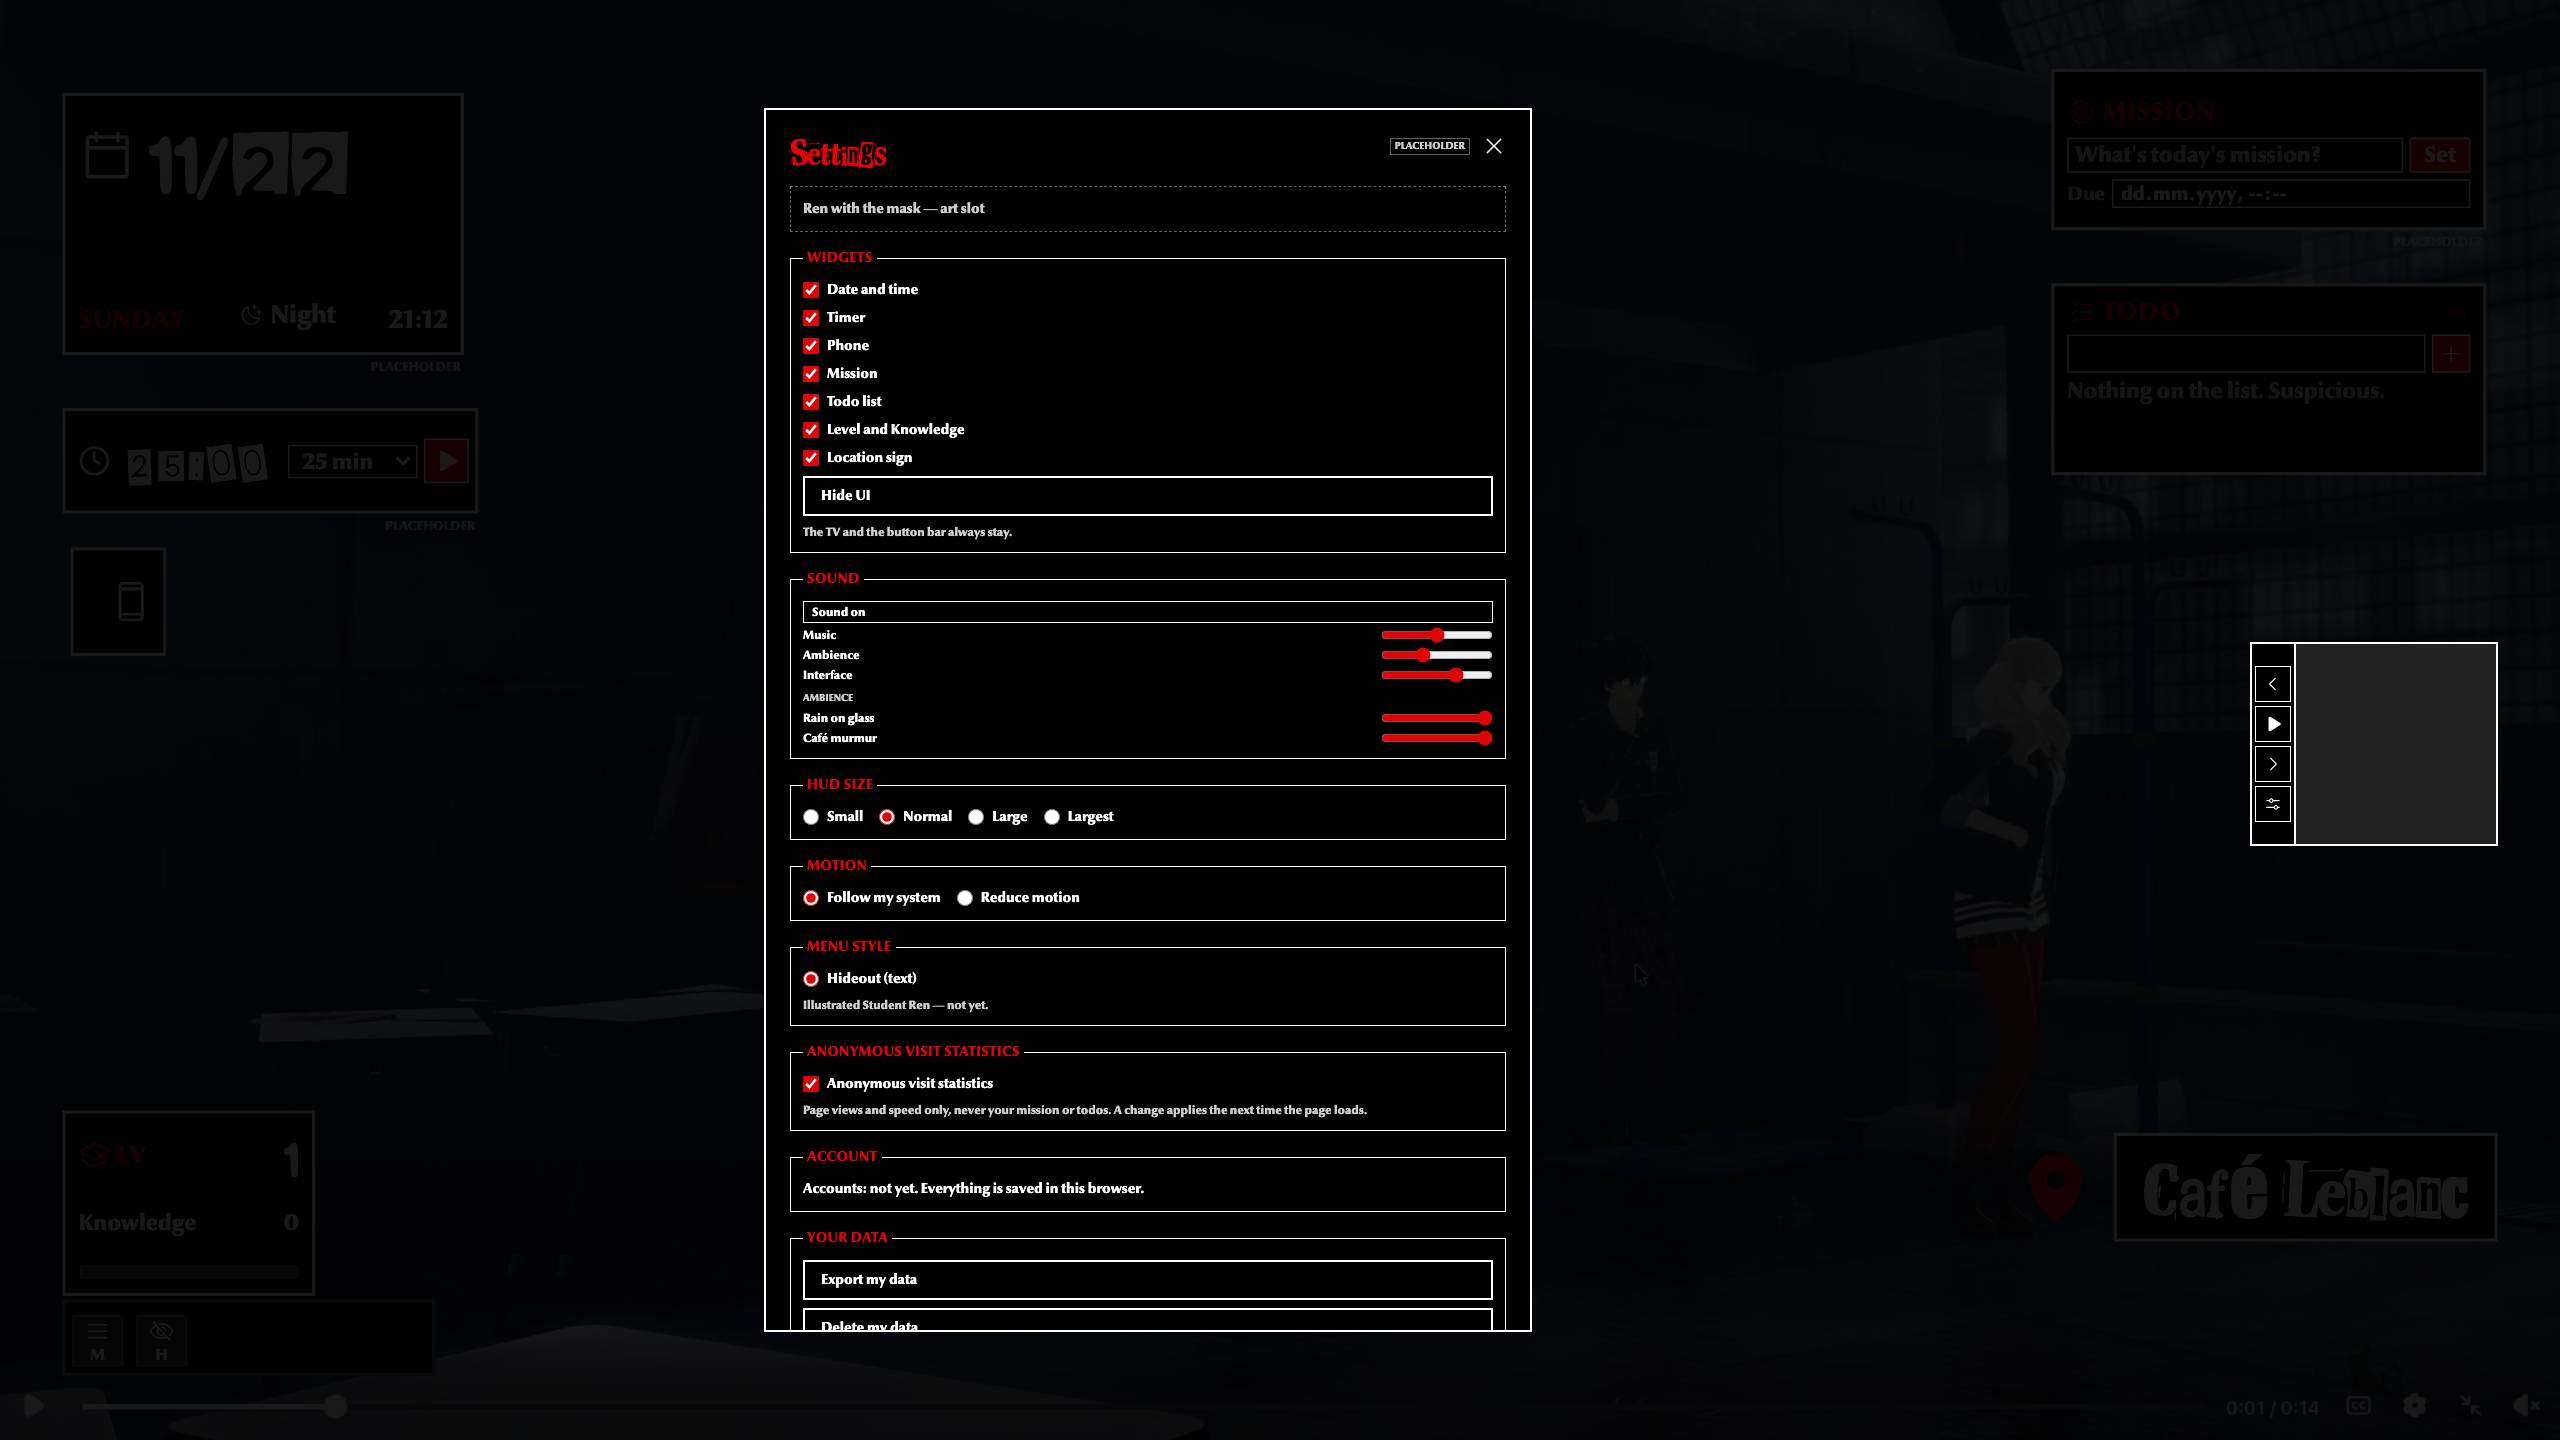 11/22
SUNDAY
Night
21:12
PLACEHOLDER
25:00
25 min
PLACEHOLDER
Settings
PLACEHOLDER
Ren with the mask — art slot
WIDGETS
Date and time
Timer
Phone
Mission
Todo list
Level and Knowledge
Location sign
Hide UI
The TV and the button bar always stay.
SOUND
Sound on
Music
Ambience
Interface
AMBIENCE
Rain on glass
Café murmur
HUD SIZE
Small Normal Large Largest
MOTION
Follow my system Reduce motion
MENU STYLE
Hideout (text)
Illustrated Student Ren — not yet.
ANONYMOUS VISIT STATISTICS
Anonymous visit statistics
Page views and speed only, never your mission or todos. A change applies the next time the page loads.
ACCOUNT
Accounts: not yet. Everything is saved in this browser.
YOUR DATA
Export my data
Delete my data
MISSION
What's today's mission? Set
Due dd.mm.yyyy, --:--
PLACEHOLDER
TODO
Nothing on the list. Suspicious.
LV 1
Knowledge 0
M H
Café Leblanc
0:01 / 0:14
CC